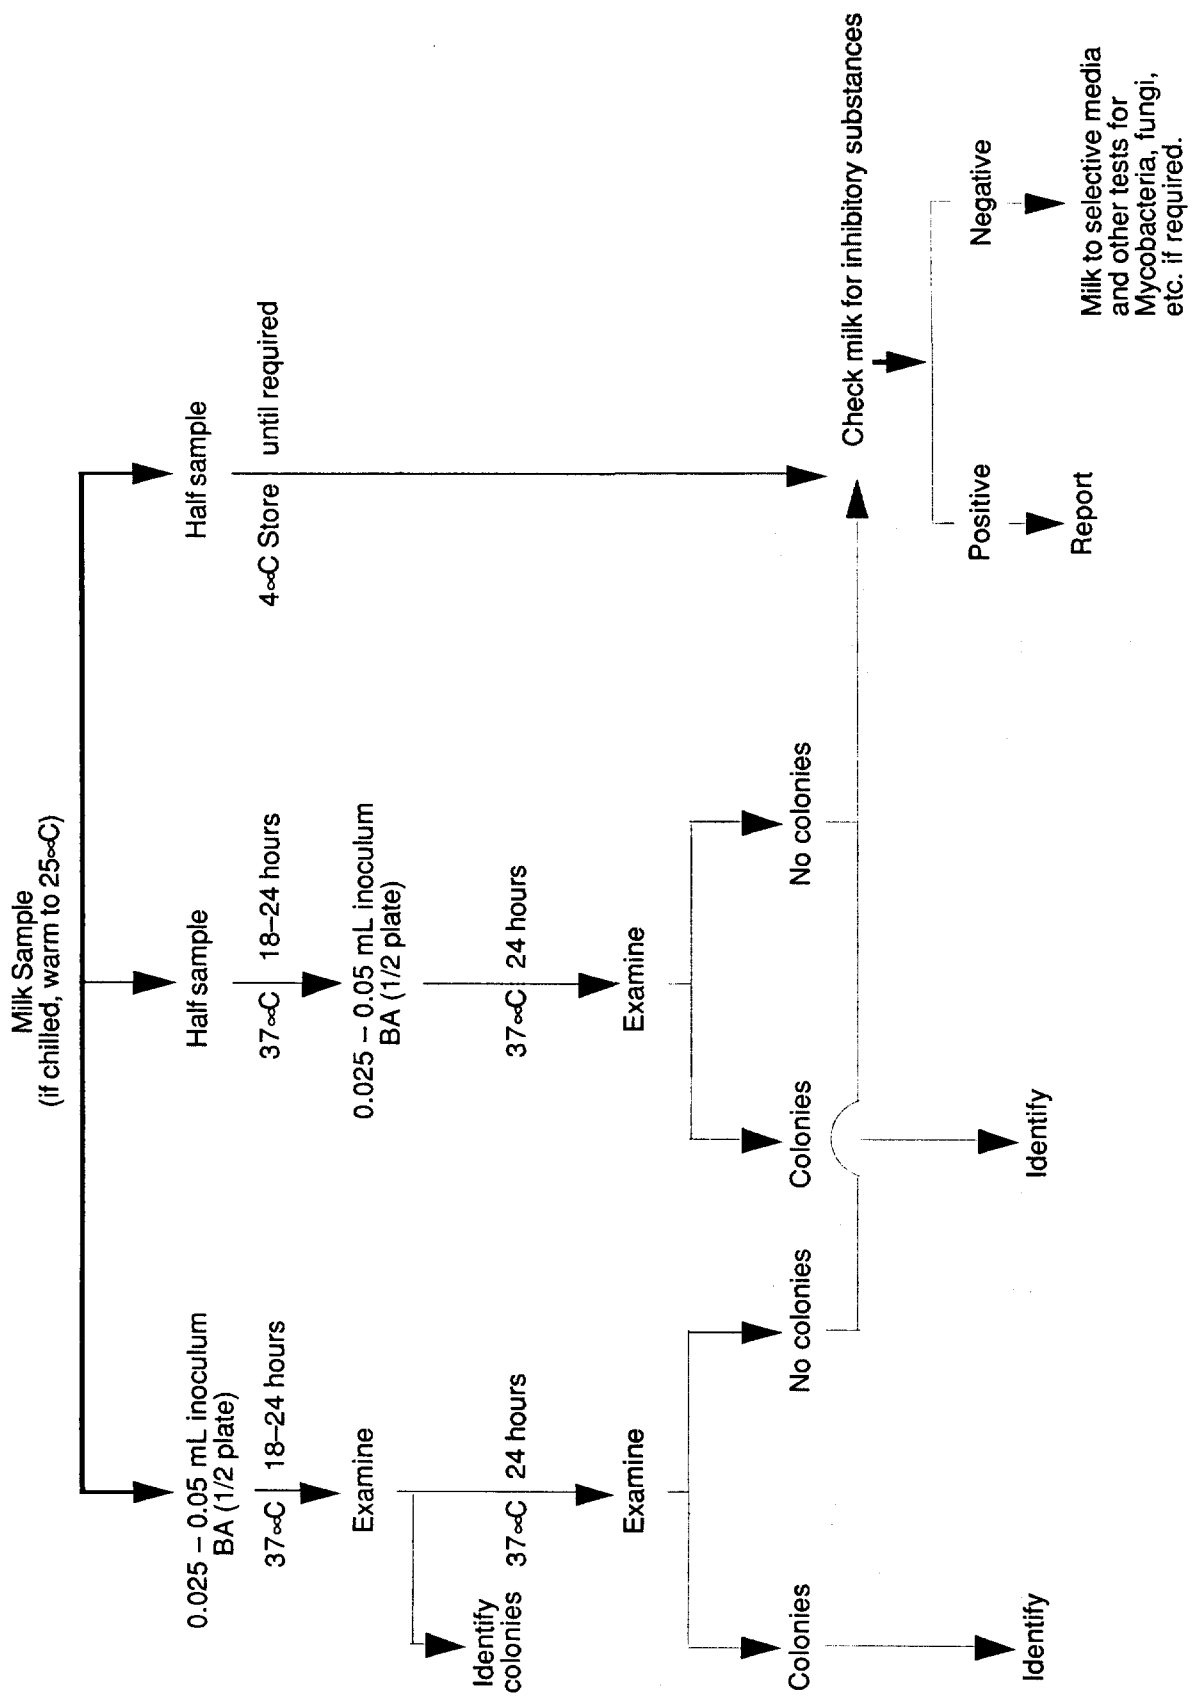 Milk Sample
(if chilled, warm to 25∞C)
0.025 – 0.05 mL inoculum
BA (1/2 plate)
37∞C 18–24 hours
Examine
Identify
colonies
37∞C 24 hours
Examine
Colonies
No colonies
Identify
Half sample
37∞C 18–24 hours
0.025 – 0.05 mL inoculum
BA (1/2 plate)
37∞C 24 hours
Examine
Colonies
No colonies
Identify
Half sample
4∞C Store until required
Check milk for inhibitory substances
Positive
Negative
Report
Milk to selective media
and other tests for
Mycobacteria, fungi,
etc. if required.